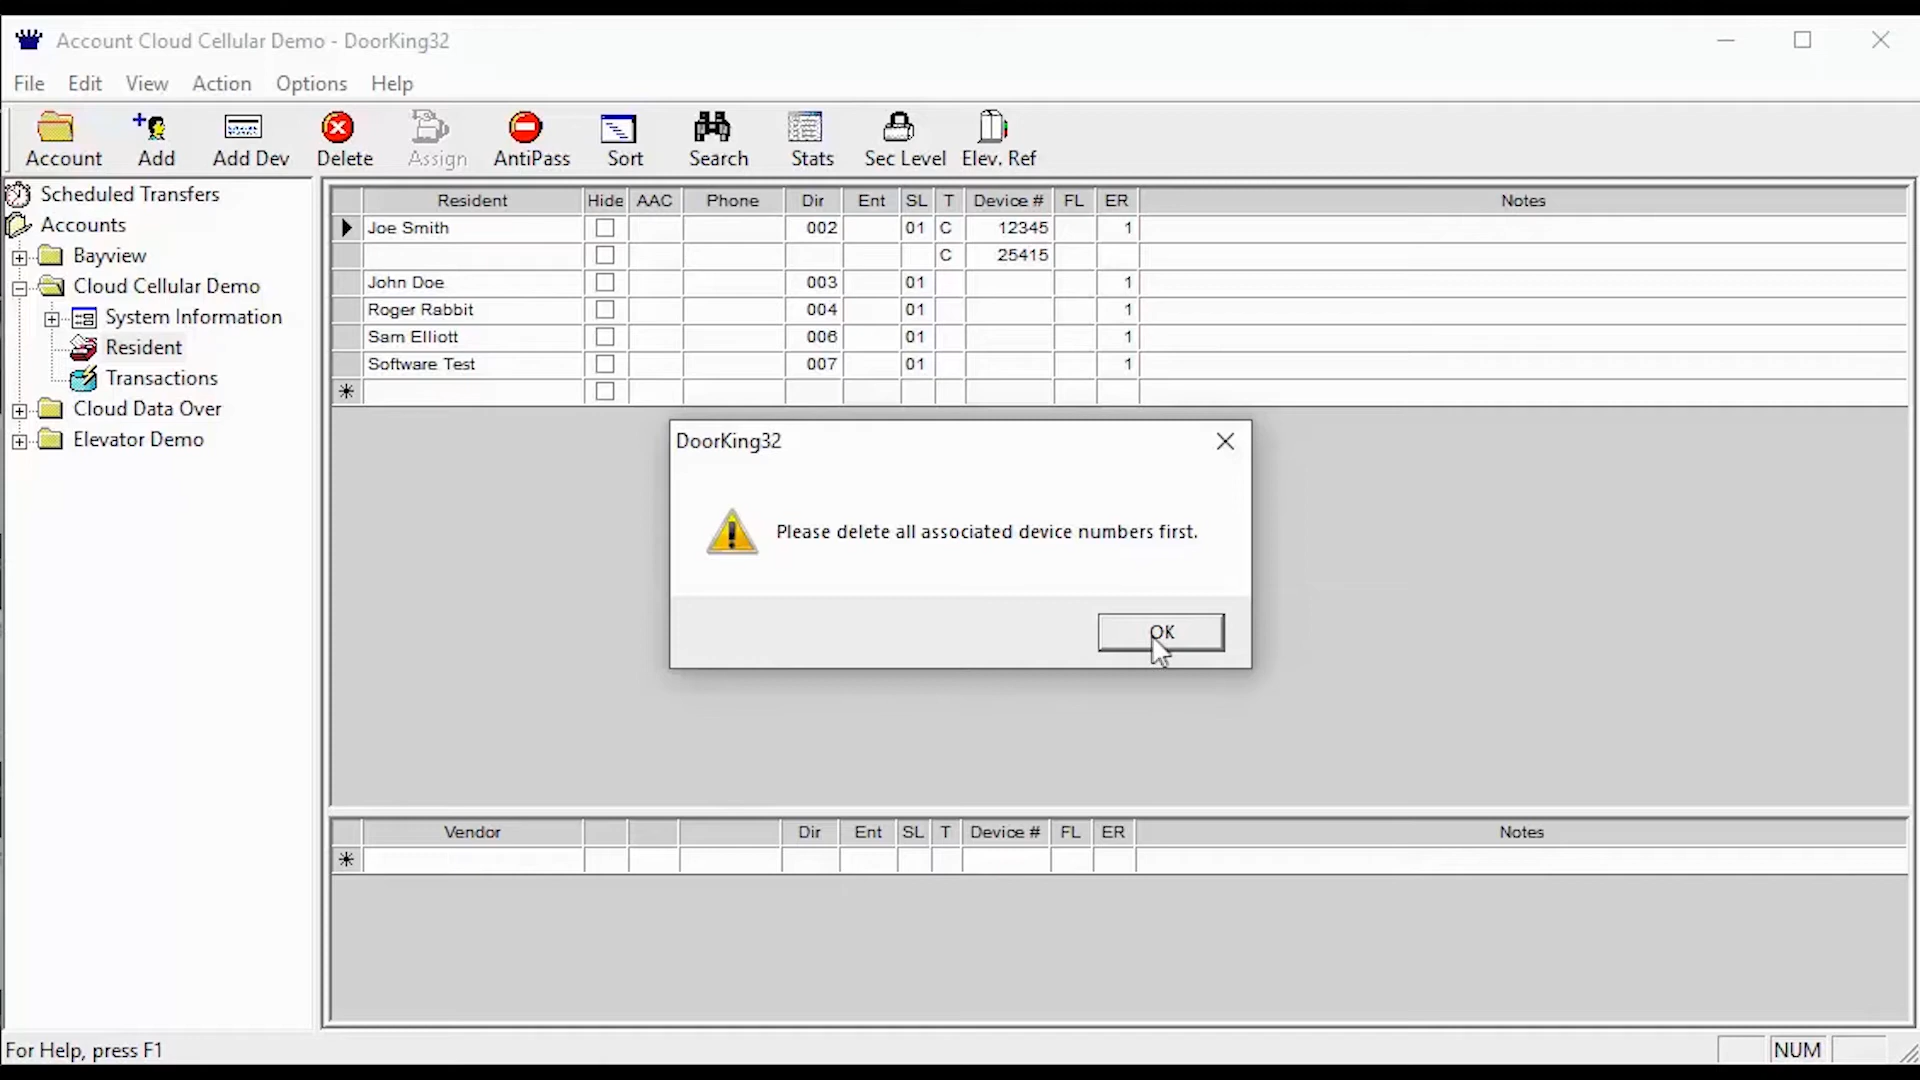 Account Cloud Cellular Demo - DoorKing32
File Edit View Action Options Help
Account Add Add Dev Delete Assign AntiPass Sort Search Stats Sec Level Elev. Ref
Scheduled Transfers
Accounts
Bayview
Cloud Cellular Demo
System Information
Resident
Transactions
Cloud Data Over
Elevator Demo
Resident Hide AAC Phone Dir Ent SL T Device # FL ER Notes
Joe Smith 002 01 C 12345 1
C 25415
John Doe 003 01 1
Roger Rabbit 004 01 1
Sam Elliott 006 01 1
Software Test 007 01 1
DoorKing32
Please delete all associated device numbers first.
OK
Vendor Dir Ent SL T Device # FL ER Notes
For Help, press F1
NUM